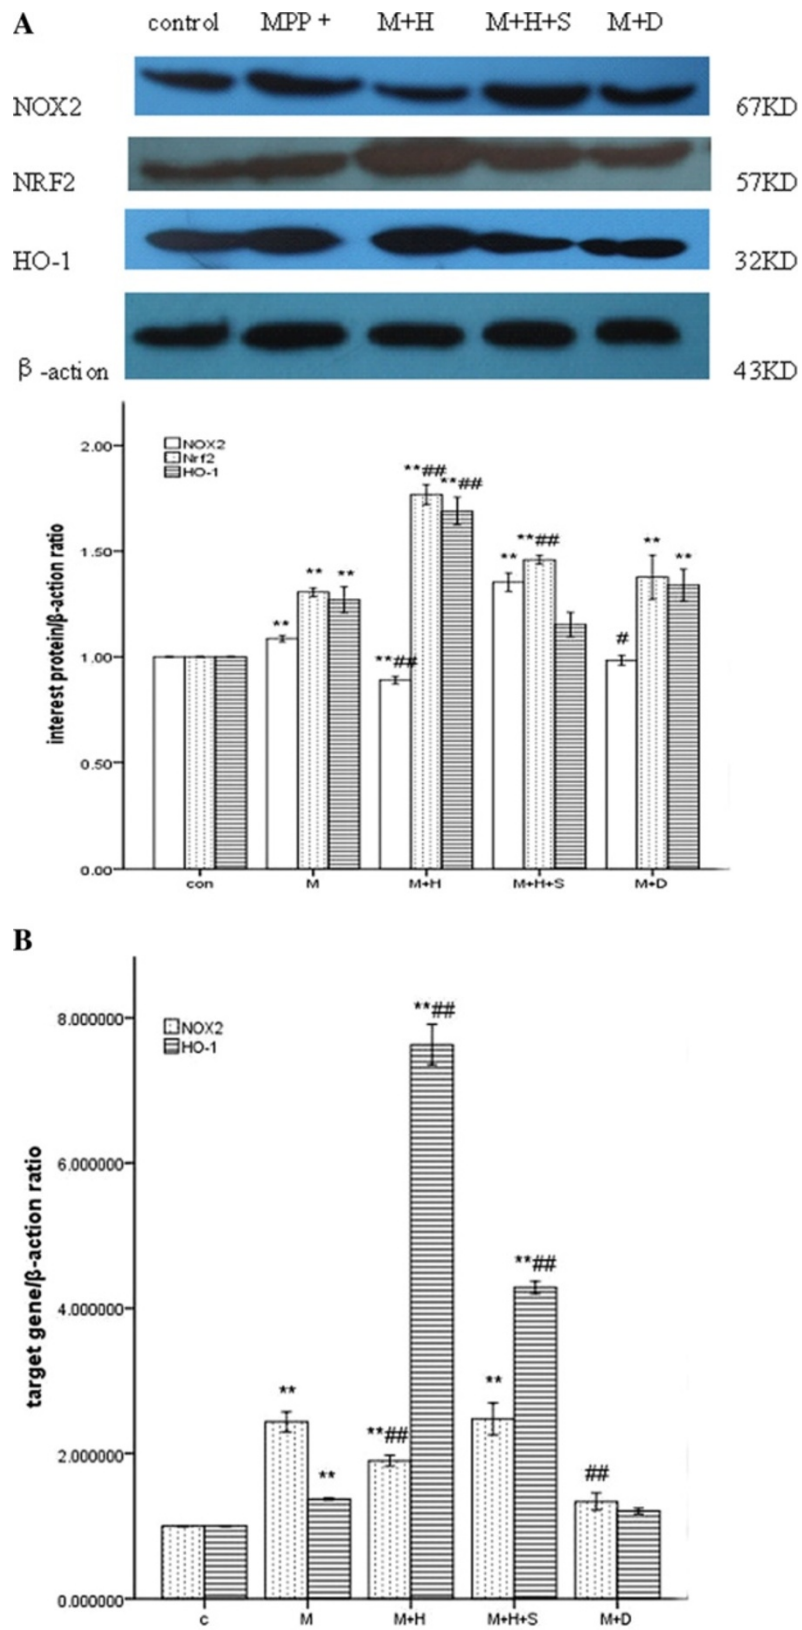 A
control MPP + M+H M+H+S M+D
NOX2 67KD
NRF2 57KD
HO-1 32KD
β -action 43KD
interest protein/β-action ratio
2.00
1.50
1.00
0.50
0.00
NOX2
Nrf2
HO-1
** ** **
**## **## **##
** **##
# ** **
con M M+H M+H+S M+D
B
target gene/β-action ratio
8.000000
6.000000
4.000000
2.000000
0.000000
NOX2
HO-1
** **
**## **##
** **##
##
c M M+H M+H+S M+D